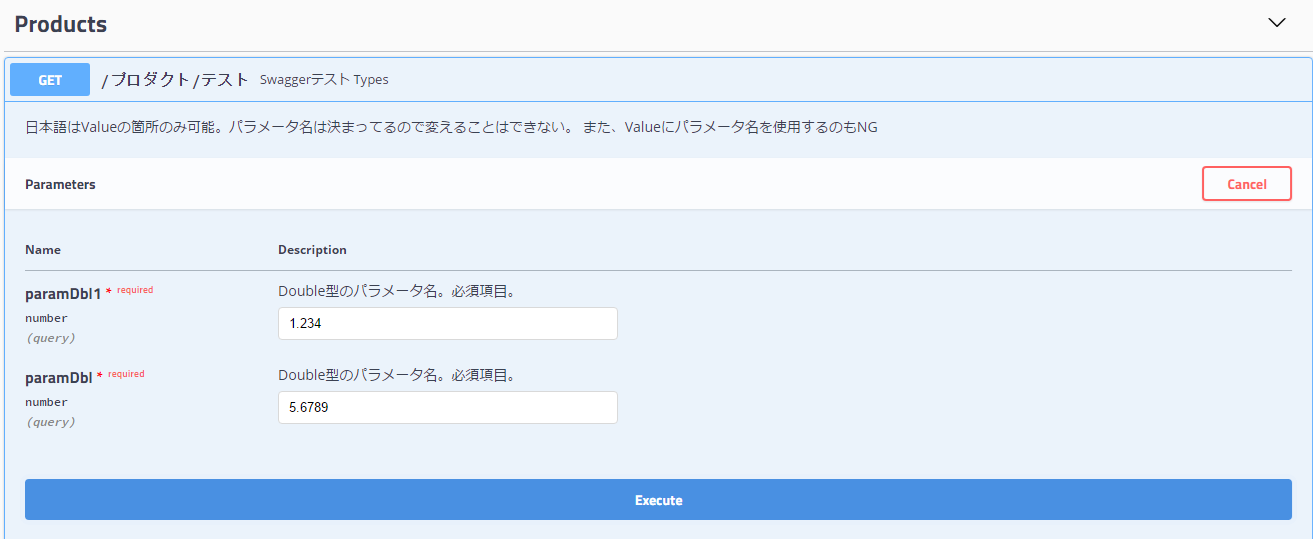 Products
GET /プロダクト/テスト Swaggerテスト Types
日本語はValueの箇所のみ可能。パラメータ名は決まってるので変えることはできない。 また、Valueにパラメータ名を使用するのもNG
Parameters Cancel
Name Description
paramDbl1 * required Double型のパラメータ名。必須項目。
number 1.234
(query)
paramDbl * required Double型のパラメータ名。必須項目。
number 5.6789
(query)
Execute